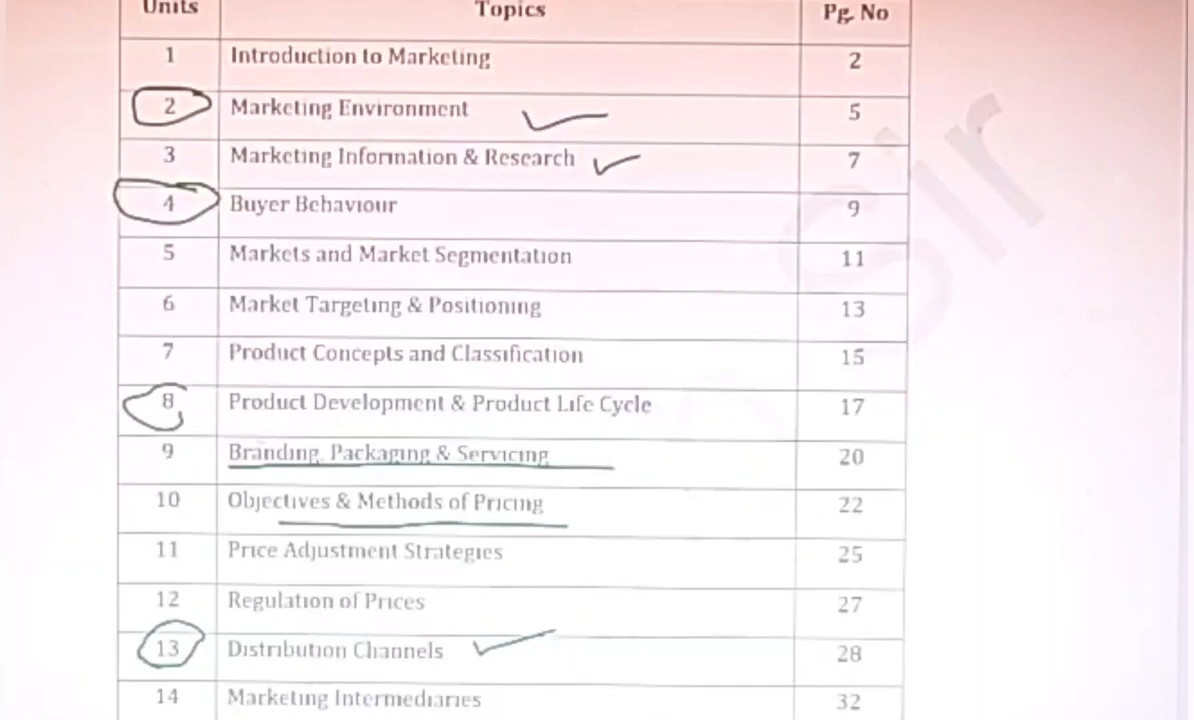 Units Topics Pg. No
1 Introduction to Marketing 2
2 Marketing Environment 5
3 Marketing Information & Research 7
4 Buyer Behaviour 9
5 Markets and Market Segmentation 11
6 Market Targeting & Positioning 13
7 Product Concepts and Classification 15
8 Product Development & Product Life Cycle 17
9 Branding, Packaging & Servicing 20
10 Objectives & Methods of Pricing 22
11 Price Adjustment Strategies 25
12 Regulation of Prices 27
13 Distribution Channels 28
14 Marketing Intermediaries 32
Sir